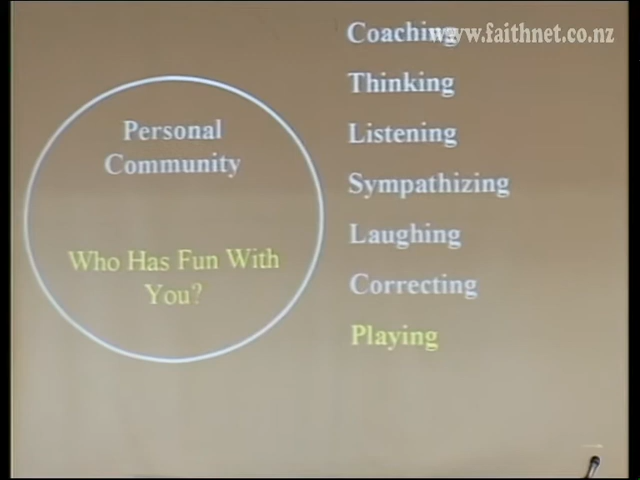 www.faithnet.co.nz
Coaching
Thinking
Listening
Sympathizing
Laughing
Correcting
Playing
Personal
Community
Who Has Fun With
You?